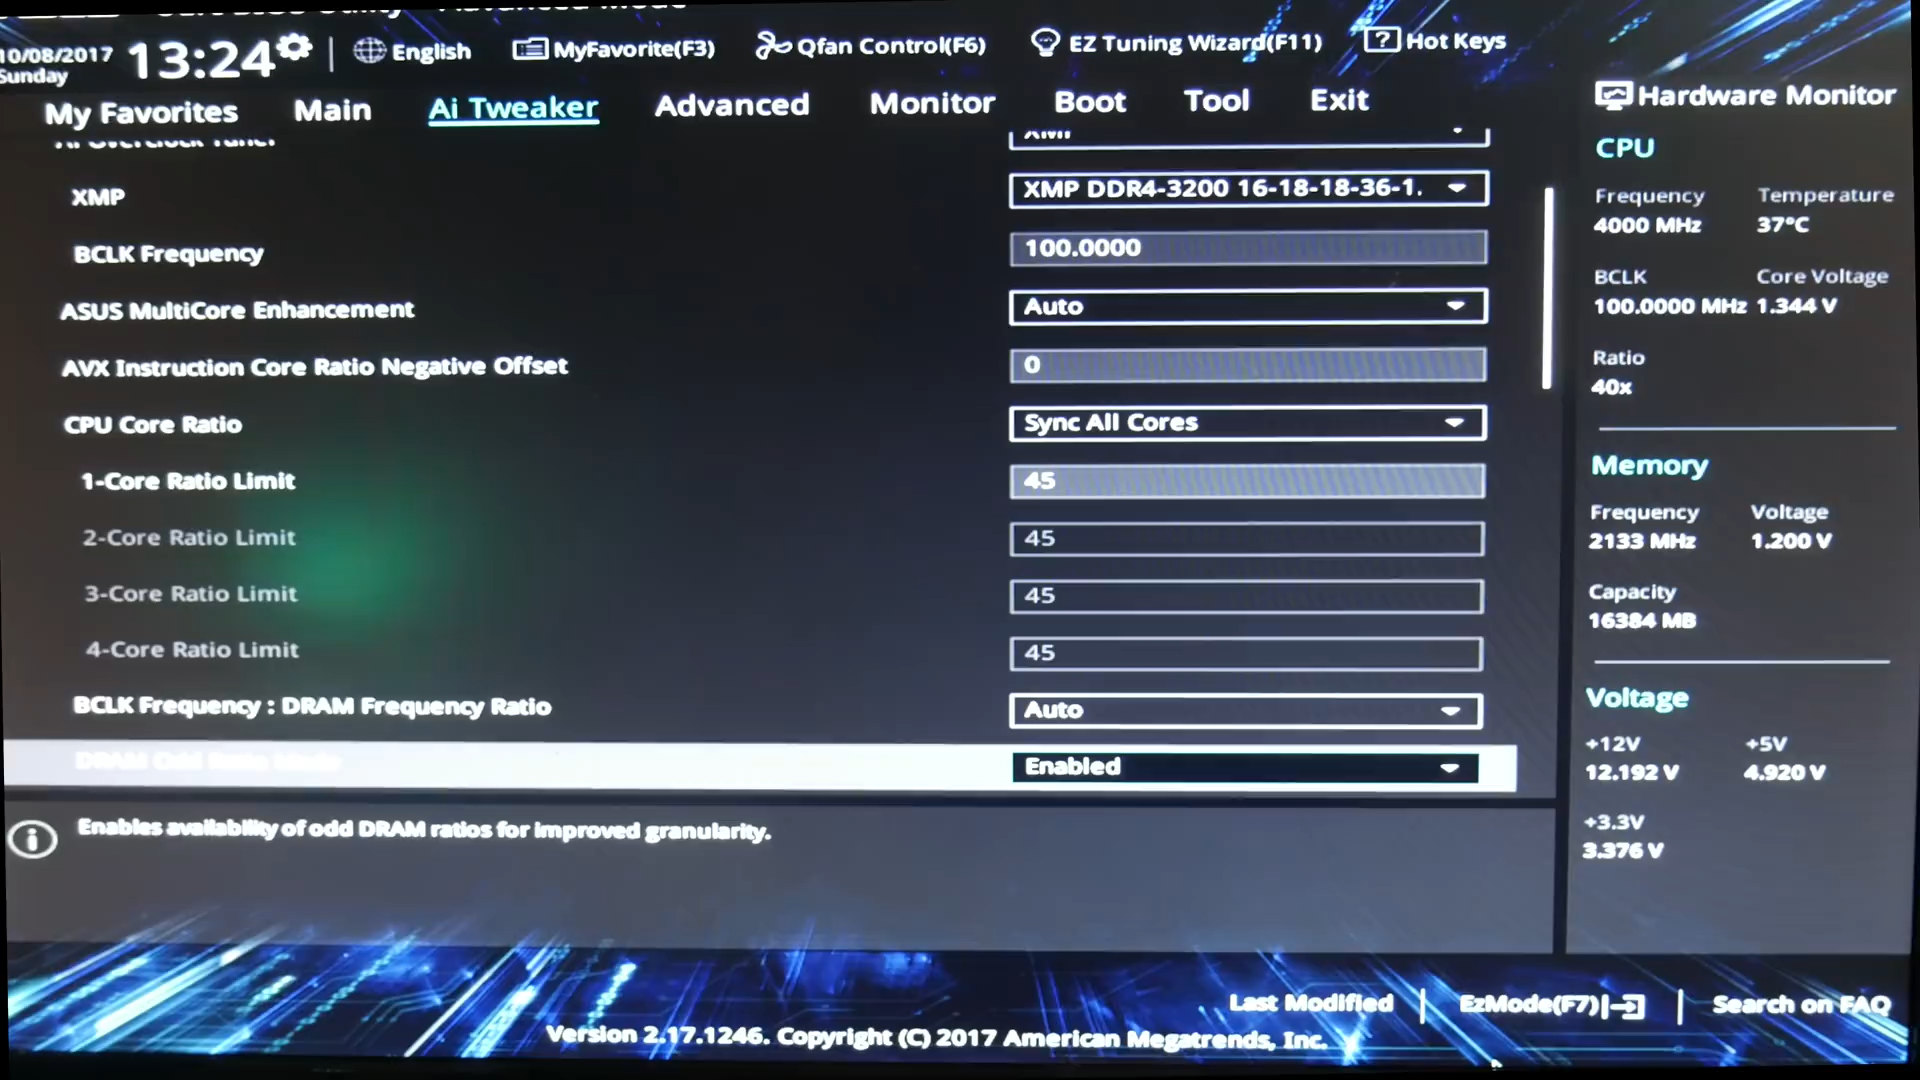 10/08/2017
Sunday
13:24
English
MyFavorite(F3)
Qfan Control(F6)
EZ Tuning Wizard(F11)
? Hot Keys
My Favorites
Main
Ai Tweaker
Advanced
Monitor
Boot
Tool
Exit
XMP XMP DDR4-3200 16-18-18-36-1.
BCLK Frequency 100.0000
ASUS MultiCore Enhancement Auto
AVX Instruction Core Ratio Negative Offset 0
CPU Core Ratio Sync All Cores
1-Core Ratio Limit 45
2-Core Ratio Limit 45
3-Core Ratio Limit 45
4-Core Ratio Limit 45
BCLK Frequency : DRAM Frequency Ratio Auto
DRAM Odd Ratio Mode Enabled
Enables availability of odd DRAM ratios for improved granularity.
Hardware Monitor
CPU
Frequency Temperature
4000 MHz 37°C
BCLK Core Voltage
100.0000 MHz 1.344 V
Ratio
40x
Memory
Frequency Voltage
2133 MHz 1.200 V
Capacity
16384 MB
Voltage
+12V +5V
12.192 V 4.920 V
+3.3V
3.376 V
Last Modified
EzMode(F7)
Search on FAQ
Version 2.17.1246. Copyright (C) 2017 American Megatrends, Inc.